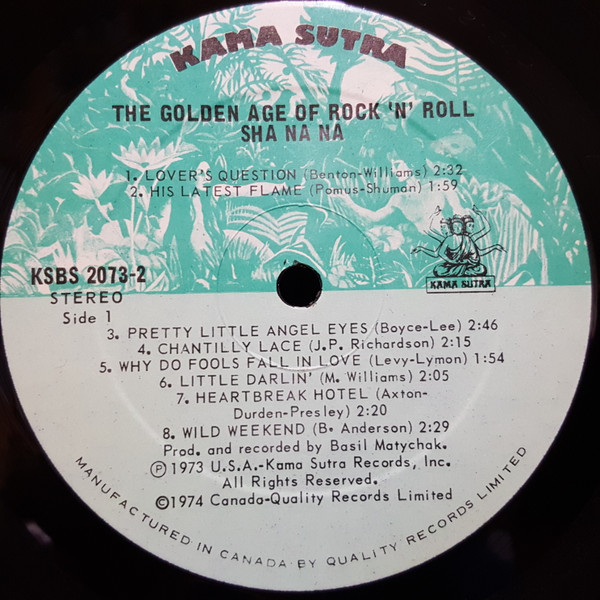 KAMA SUTRA
THE GOLDEN AGE OF ROCK 'N' ROLL
SHA NA NA
1. LOVER'S QUESTION (Benton-Williams) 2:32
2. HIS LATEST FLAME (Pomus-Shuman) 1:59
KAMA SUTRA
KSBS 2073-2
STEREO
Side 1
3. PRETTY LITTLE ANGEL EYES (Boyce-Lee) 2:46
4. CHANTILLY LACE (J.P. Richardson) 2:15
5. WHY DO FOOLS FALL IN LOVE (Levy-Lymon) 1:54
6. LITTLE DARLIN' (M. Williams) 2:05
7. HEARTBREAK HOTEL (Axton-
Durden-Presley) 2:20
8. WILD WEEKEND (B. Anderson) 2:29
Prod. and recorded by Basil Matychak.
Ⓟ 1973 U.S.A.-Kama Sutra Records, Inc.
All Rights Reserved.
©1974 Canada-Quality Records Limited
MANUFACTURED IN CANADA BY QUALITY RECORDS LIMITED